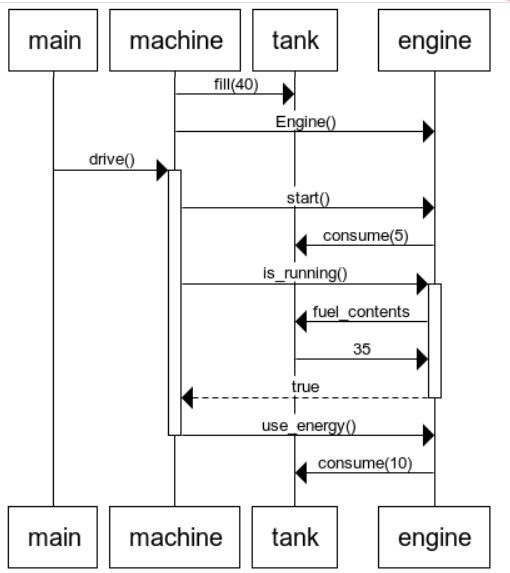 main machine tank engine
fill(40)
Engine()
drive()
start()
consume(5)
is_running()
fuel_contents
35
true
use_energy()
consume(10)
main machine tank engine